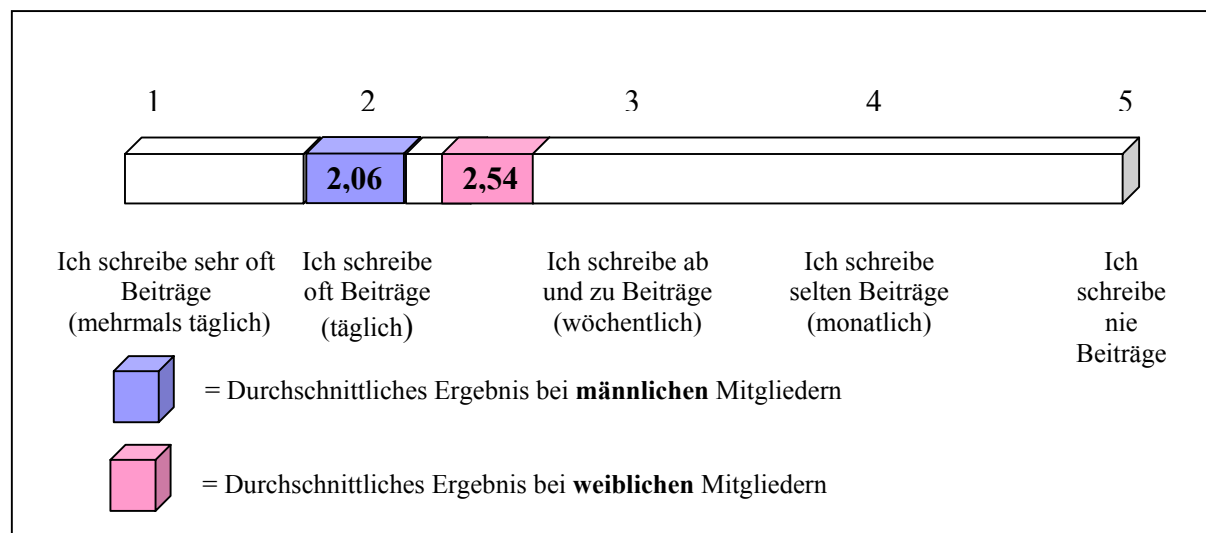 1 2 3 4 5
2,06 2,54
Ich schreibe sehr oft
Beiträge
(mehrmals täglich)
Ich schreibe
oft Beiträge
(täglich)
Ich schreibe ab
und zu Beiträge
(wöchentlich)
Ich schreibe
selten Beiträge
(monatlich)
Ich
schreibe
nie
Beiträge
= Durchschnittliches Ergebnis bei männlichen Mitgliedern
= Durchschnittliches Ergebnis bei weiblichen Mitgliedern